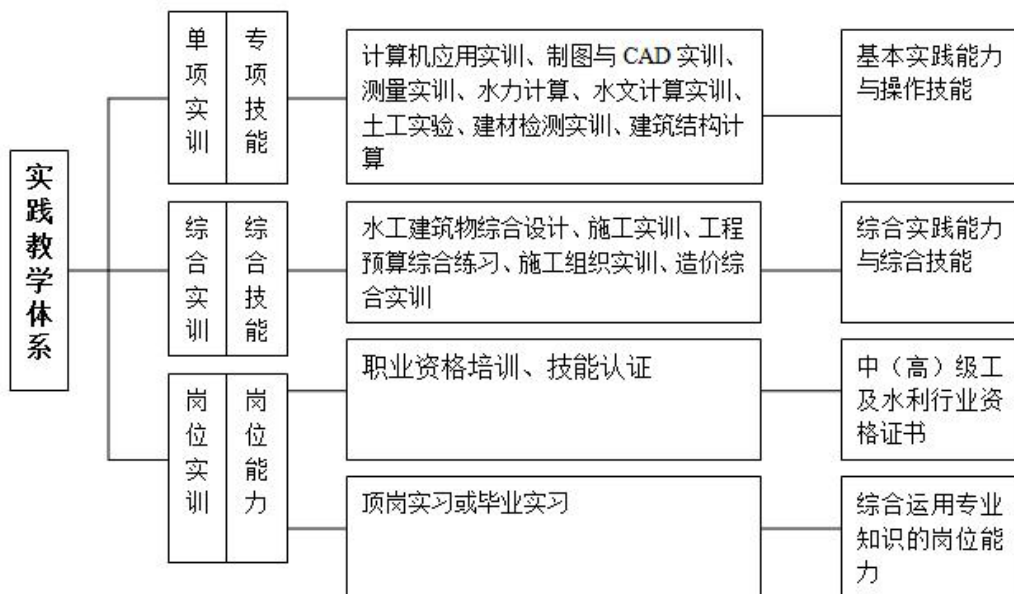 实践教学体系
单项实训
专项技能
计算机应用实训、制图与 CAD 实训、
测量实训、水力计算、水文计算实训、
土工实验、建材检测实训、建筑结构计
算
基本实践能力
与操作技能
综合实训
综合技能
水工建筑物综合设计、施工实训、工程
预算综合练习、施工组织实训、造价综
合实训
综合实践能力
与综合技能
岗位实训
岗位能力
职业资格培训、技能认证
中（高）级工
及水利行业资
格证书
顶岗实习或毕业实习
综合运用专业
知识的岗位能
力